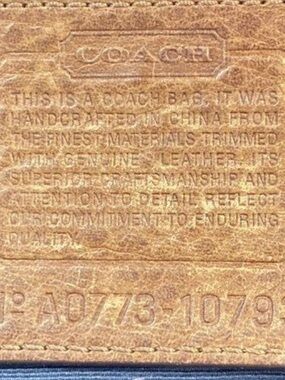 COACH
THIS IS A COACH BAG. IT WAS
HANDCRAFTED IN CHINA FROM
THE FINEST MATERIALS TRIMMED
WITH GENUINE LEATHER. ITS
SUPERIOR CRAFTSMANSHIP AND
ATTENTION TO DETAIL REFLECT
OUR COMMITMENT TO ENDURING
QUALITY.
Nº A0773-1079